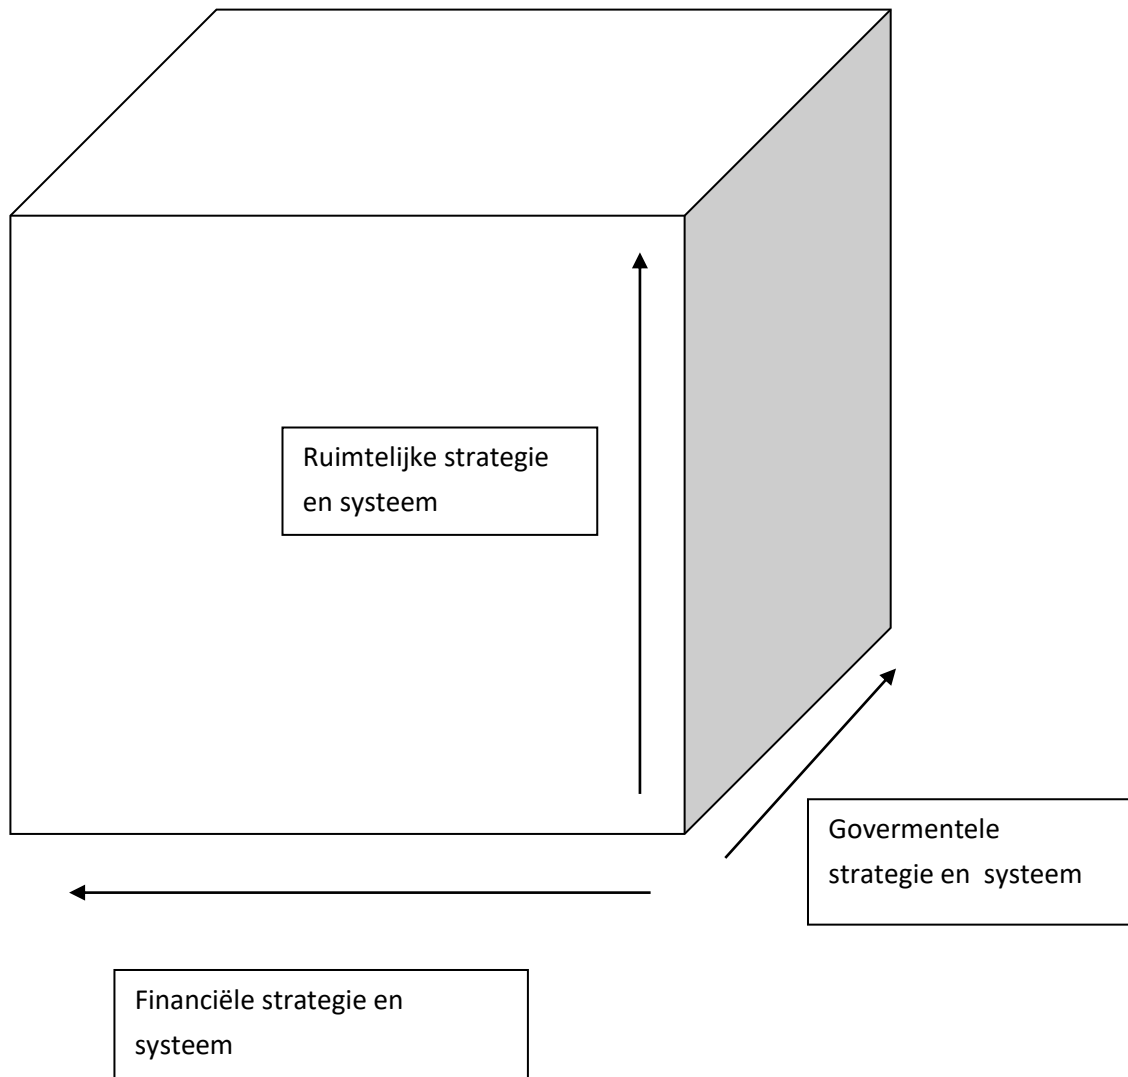 Ruimtelijke strategie
en systeem
Govermentele
strategie en  systeem
Financiële strategie en
systeem